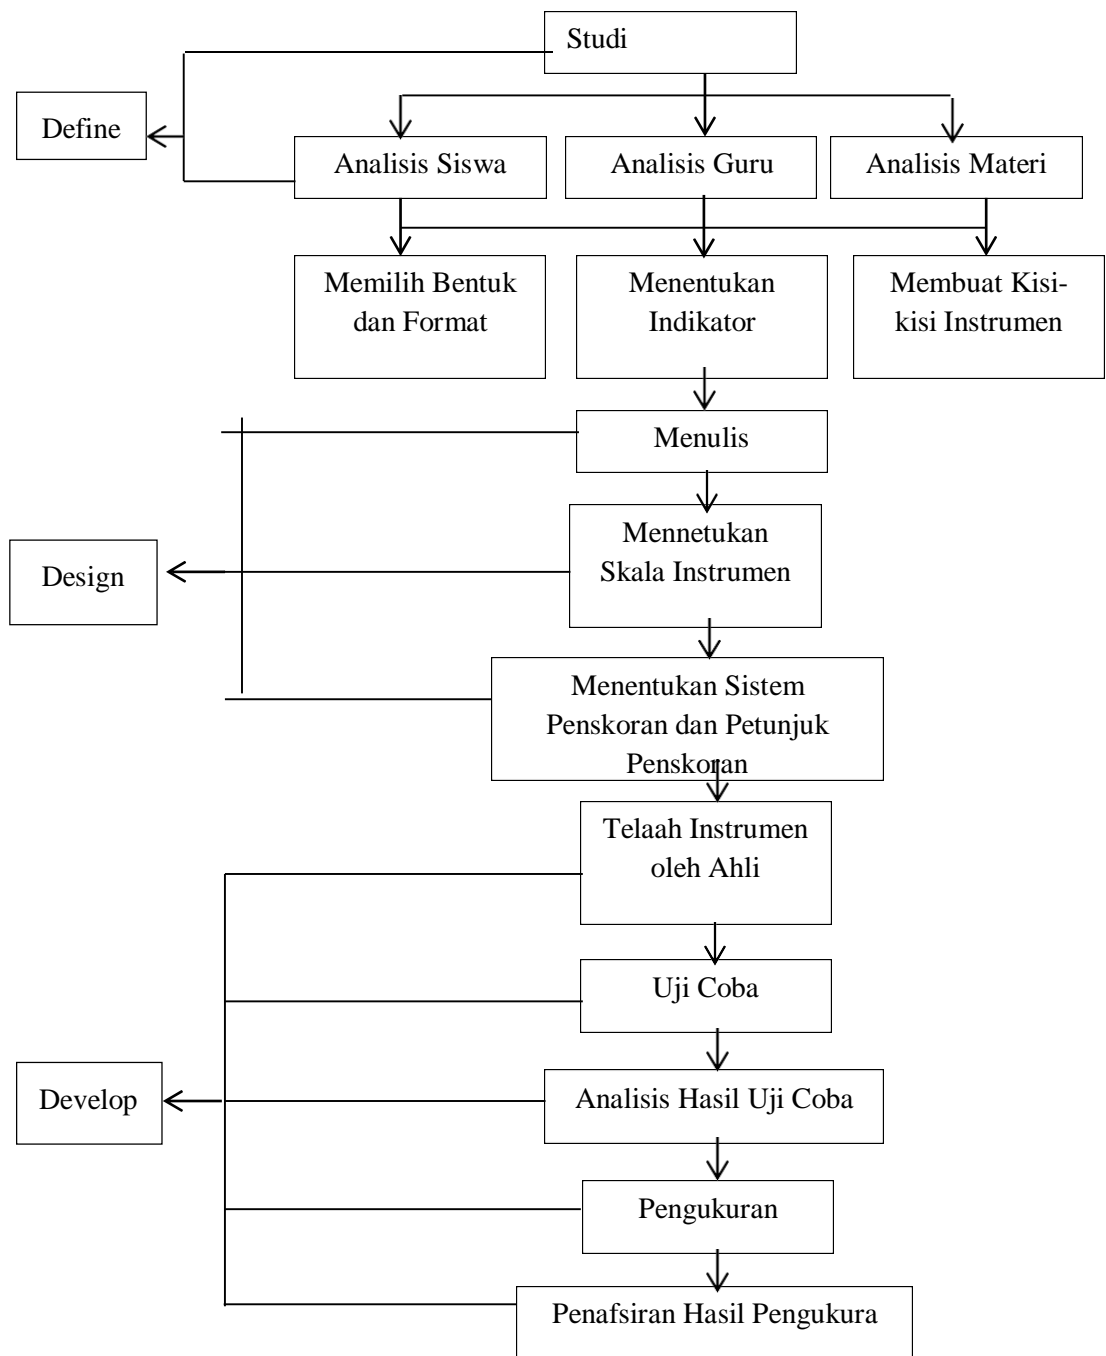 Studi
Define
Analisis Siswa
Analisis Guru
Analisis Materi
Memilih Bentuk
dan Format
Menentukan
Indikator
Membuat Kisi-
kisi Instrumen
Menulis
Mennetukan
Skala Instrumen
Design
Menentukan Sistem
Penskoran dan Petunjuk
Penskoran
Telaah Instrumen
oleh Ahli
Uji Coba
Develop
Analisis Hasil Uji Coba
Pengukuran
Penafsiran Hasil Pengukura